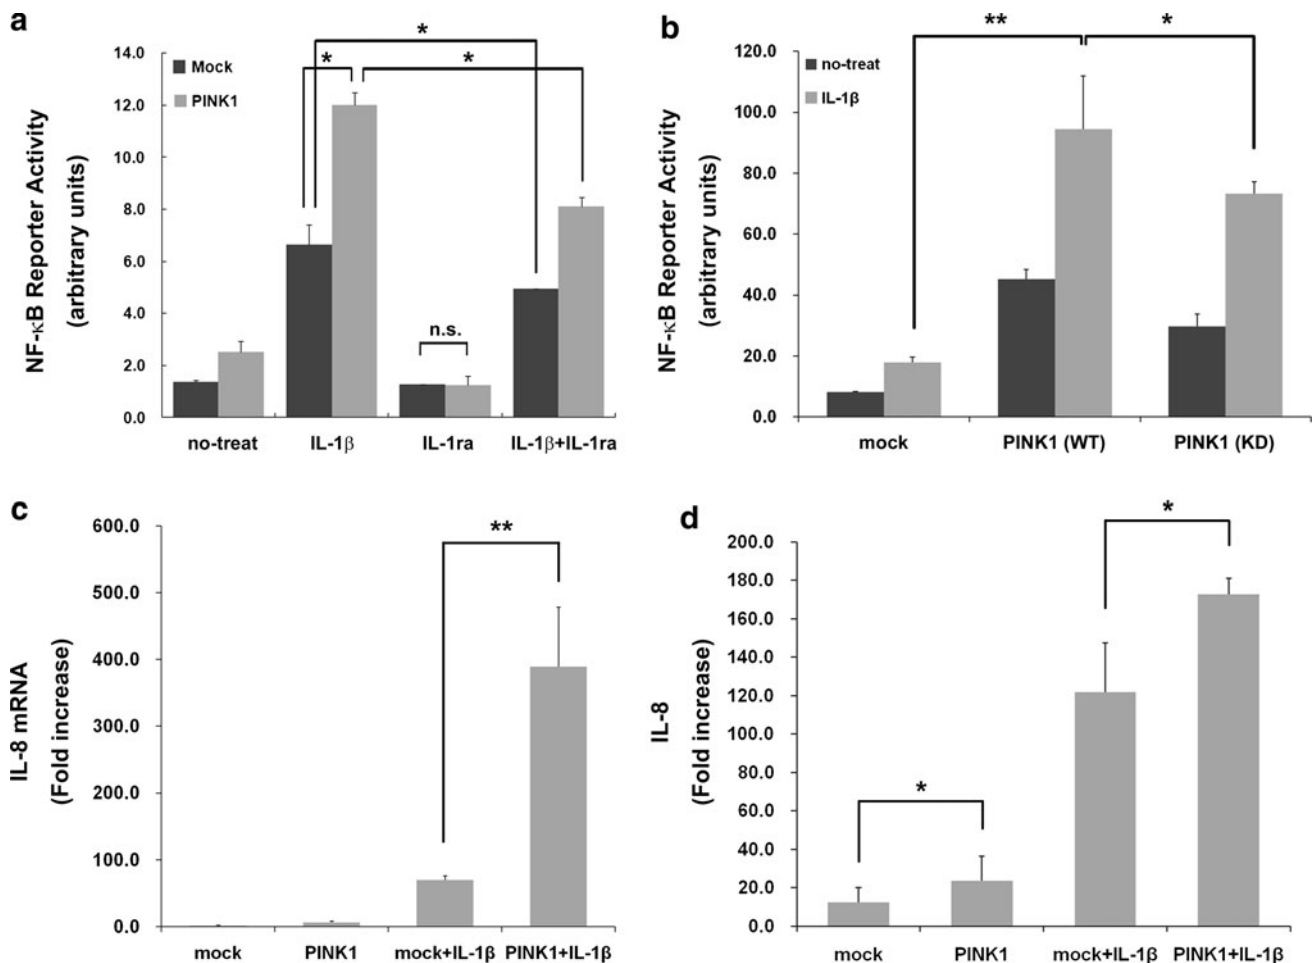 a
NF-κB Reporter Activity
(arbitrary units)
14.0
12.0
10.0
8.0
6.0
4.0
2.0
0.0
Mock
PINK1
*
*
*
n.s.
no-treat
IL-1β
IL-1ra
IL-1β+IL-1ra
b
NF-κB Reporter Activity
(arbitrary units)
120.0
100.0
80.0
60.0
40.0
20.0
0.0
no-treat
IL-1β
**
*
mock
PINK1 (WT)
PINK1 (KD)
c
IL-8 mRNA
(Fold increase)
600.0
500.0
400.0
300.0
200.0
100.0
0.0
**
mock
PINK1
mock+IL-1β
PINK1+IL-1β
d
IL-8
(Fold increase)
200.0
180.0
160.0
140.0
120.0
100.0
80.0
60.0
40.0
20.0
0.0
*
*
mock
PINK1
mock+IL-1β
PINK1+IL-1β